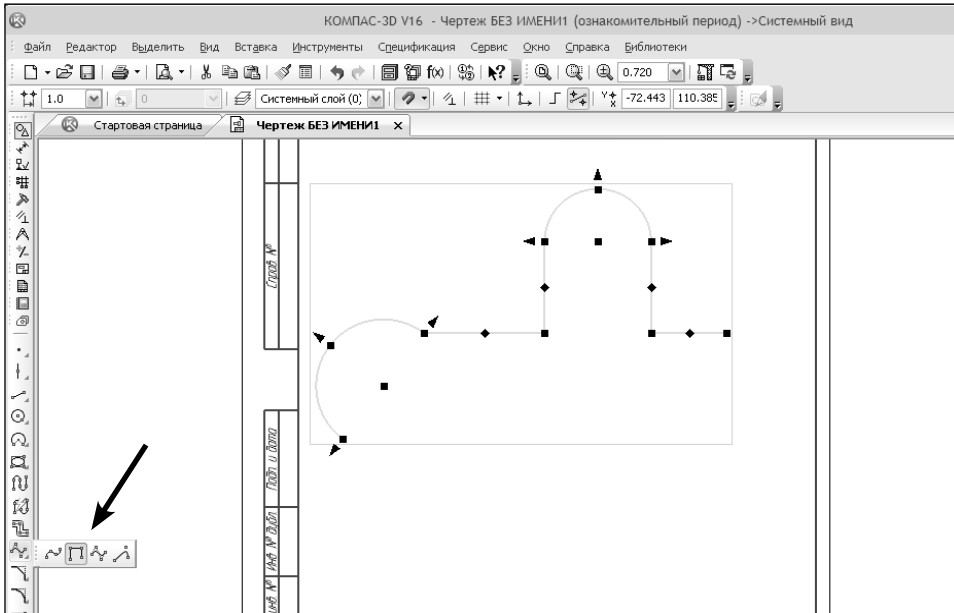 КОМПАС-3D V16 - Чертеж БЕЗ ИМЕНИ1 (ознакомительный период) ->Системный вид
Файл Редактор Выделить Вид Вставка Инструменты Спецификация Сервис Окно Справка Библиотеки
f(x) 0.720
1.0 0 Системный слой (0) Y X -72.443 110.385
Стартовая страница Чертеж БЕЗ ИМЕНИ1 x
Справ №
Подп и дата
Инв № дубл
инв №